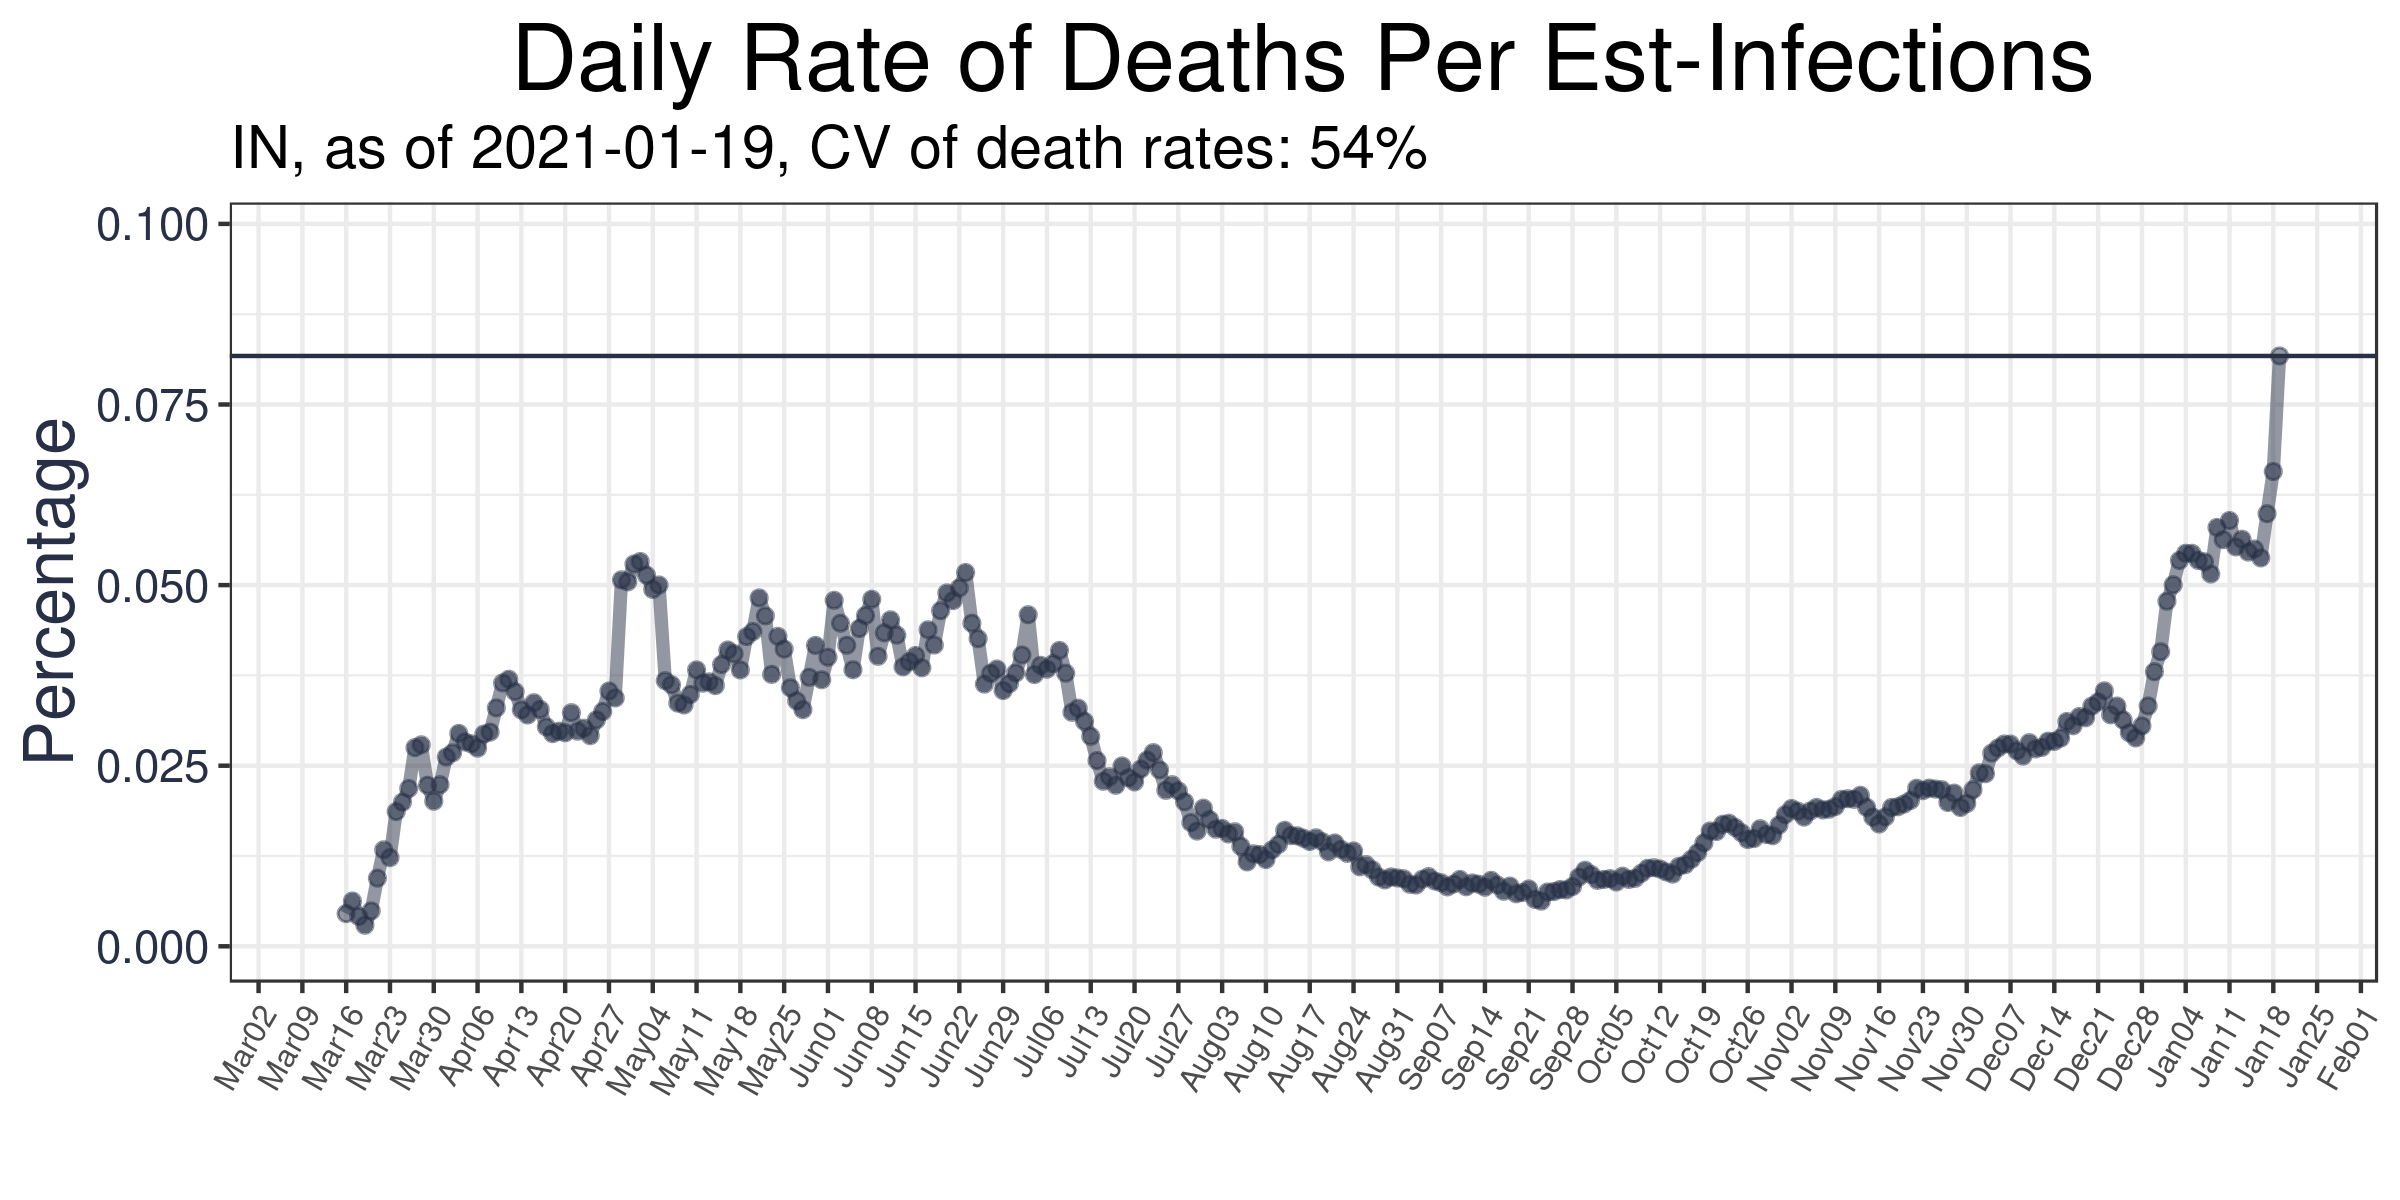 Daily Rate of Deaths Per Est-Infections
IN, as of 2021-01-19, CV of death rates: 54%
Percentage
0.100
0.075
0.050
0.025
0.000
Mar02
Mar09
Mar16
Mar23
Mar30
Apr06
Apr13
Apr20
Apr27
May04
May11
May18
May25
Jun01
Jun08
Jun15
Jun22
Jun29
Jul06
Jul13
Jul20
Jul27
Aug03
Aug10
Aug17
Aug24
Aug31
Sep07
Sep14
Sep21
Sep28
Oct05
Oct12
Oct19
Oct26
Nov02
Nov09
Nov16
Nov23
Nov30
Dec07
Dec14
Dec21
Dec28
Jan04
Jan11
Jan18
Jan25
Feb01